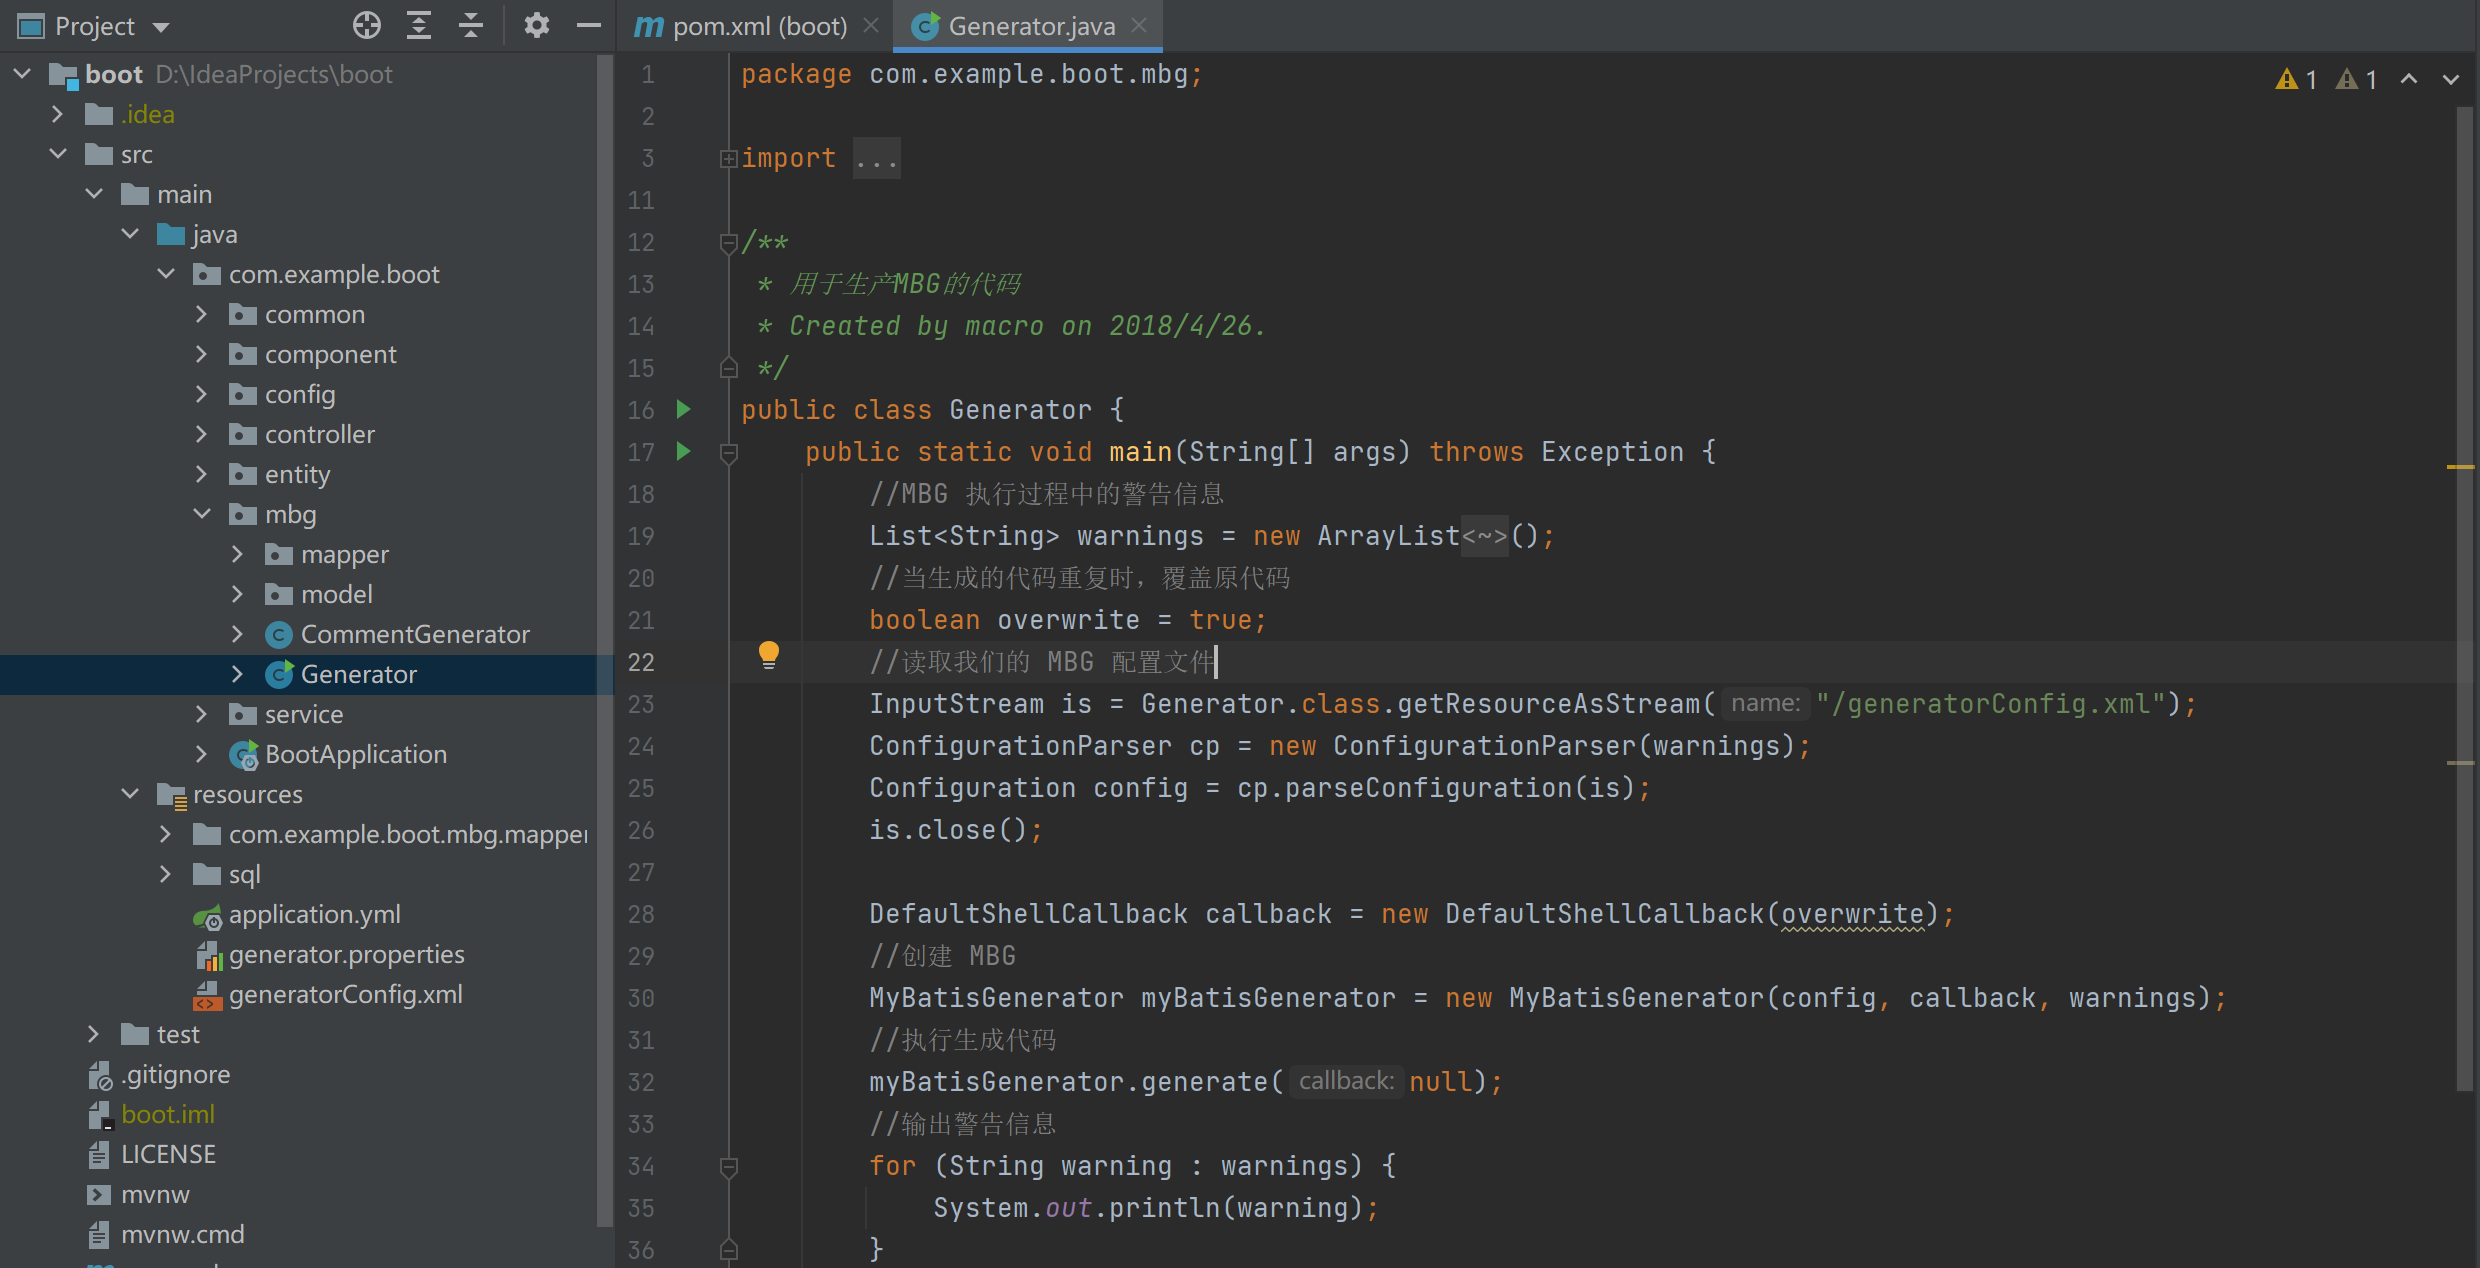 Project
boot D:\IdeaProjects\boot
.idea
src
main
java
com.example.boot
common
component
config
controller
entity
mbg
mapper
model
CommentGenerator
Generator
service
BootApplication
resources
com.example.boot.mbg.mapper
sql
application.yml
generator.properties
generatorConfig.xml
test
.gitignore
boot.iml
LICENSE
mvnw
mvnw.cmd
pom.xml (boot)
Generator.java
1 1
1 package com.example.boot.mbg;
2
3 import ...
11
12 /**
13 * 用于生产MBG的代码
14 * Created by macro on 2018/4/26.
15 */
16 public class Generator {
17 public static void main(String[] args) throws Exception {
18 //MBG 执行过程中的警告信息
19 List<String> warnings = new ArrayList<~>();
20 //当生成的代码重复时，覆盖原代码
21 boolean overwrite = true;
22 //读取我们的 MBG 配置文件
23 InputStream is = Generator.class.getResourceAsStream( name: "/generatorConfig.xml");
24 ConfigurationParser cp = new ConfigurationParser(warnings);
25 Configuration config = cp.parseConfiguration(is);
26 is.close();
27
28 DefaultShellCallback callback = new DefaultShellCallback(overwrite);
29 //创建 MBG
30 MyBatisGenerator myBatisGenerator = new MyBatisGenerator(config, callback, warnings);
31 //执行生成代码
32 myBatisGenerator.generate( callback: null);
33 //输出警告信息
34 for (String warning : warnings) {
35 System.out.println(warning);
36 }